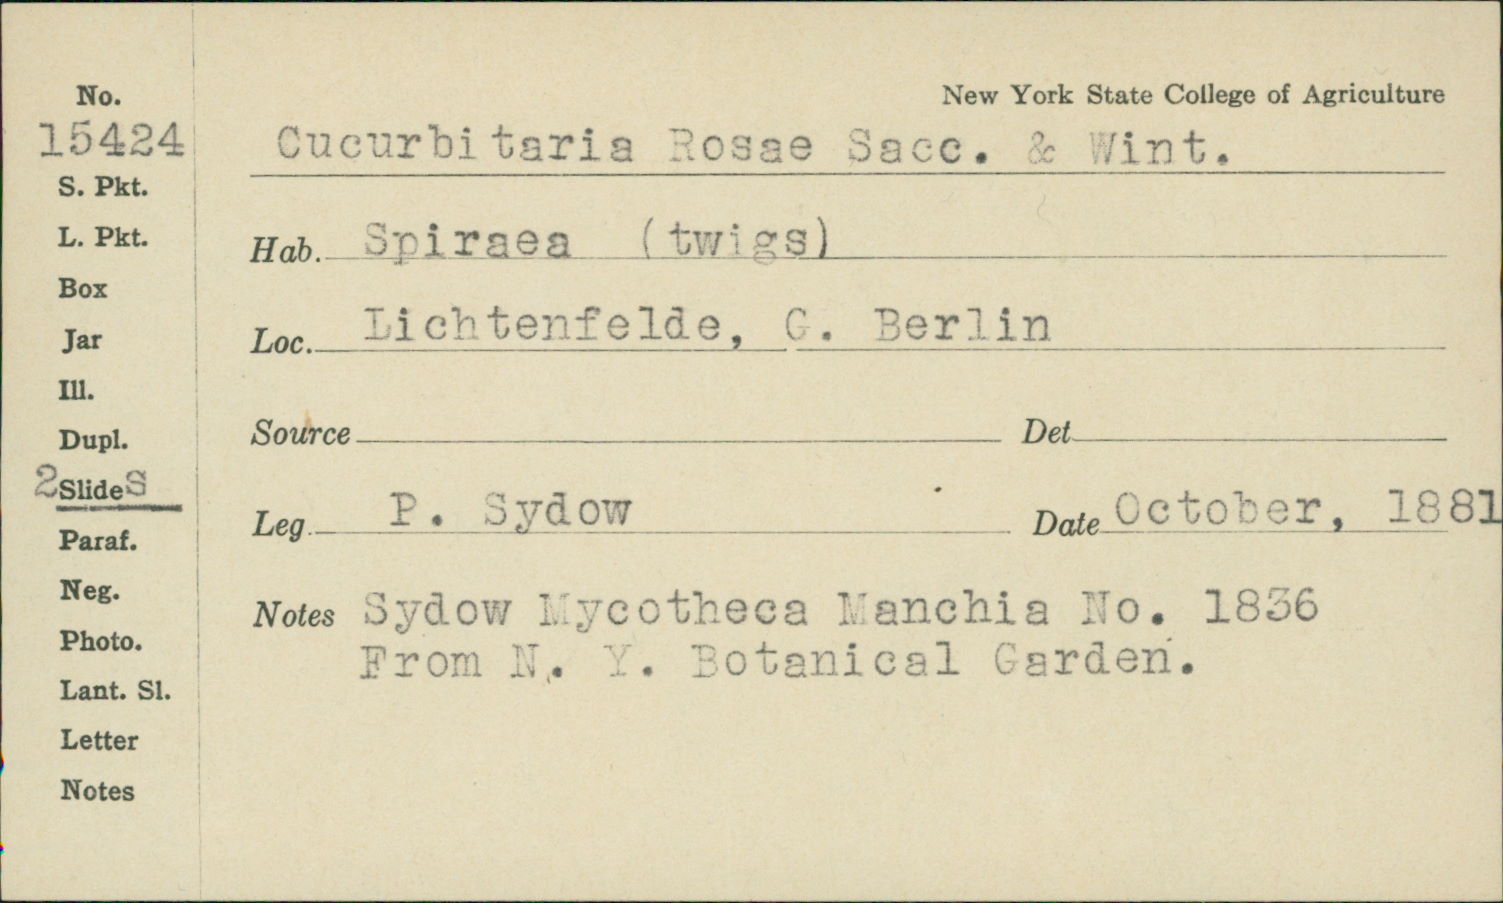 New York State College of Agriculture
No.
15424
S. Pkt.
L. Pkt.
Box
Jar
Ill.
Dupl.
2 Slides
Paraf.
Neg.
Photo.
Lant. Sl.
Letter
Notes
Cucurbitaria Rosae Sacc. & Wint.
Hab. Spiraea (twigs)
Loc. Lichtenfelde, G. Berlin
Source Det
Leg. P. Sydow Date October, 1881
Notes Sydow Mycotheca Manchia No. 1836
From N. Y. Botanical Garden.